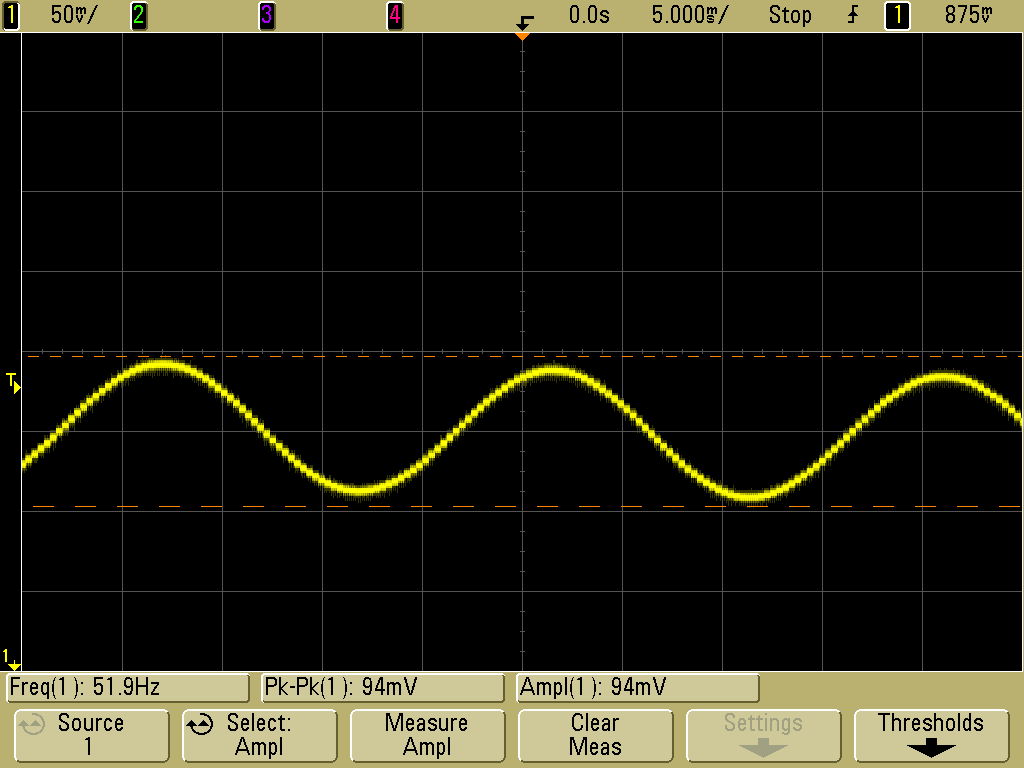 1 50mV/ 2 3 4 0.0s 5.000ms/ Stop 1 875mV
T
1
Freq(1): 51.9Hz Pk-Pk(1): 94mV Ampl(1): 94mV
Source Select: Measure Clear Settings Thresholds
1 Ampl Ampl Meas